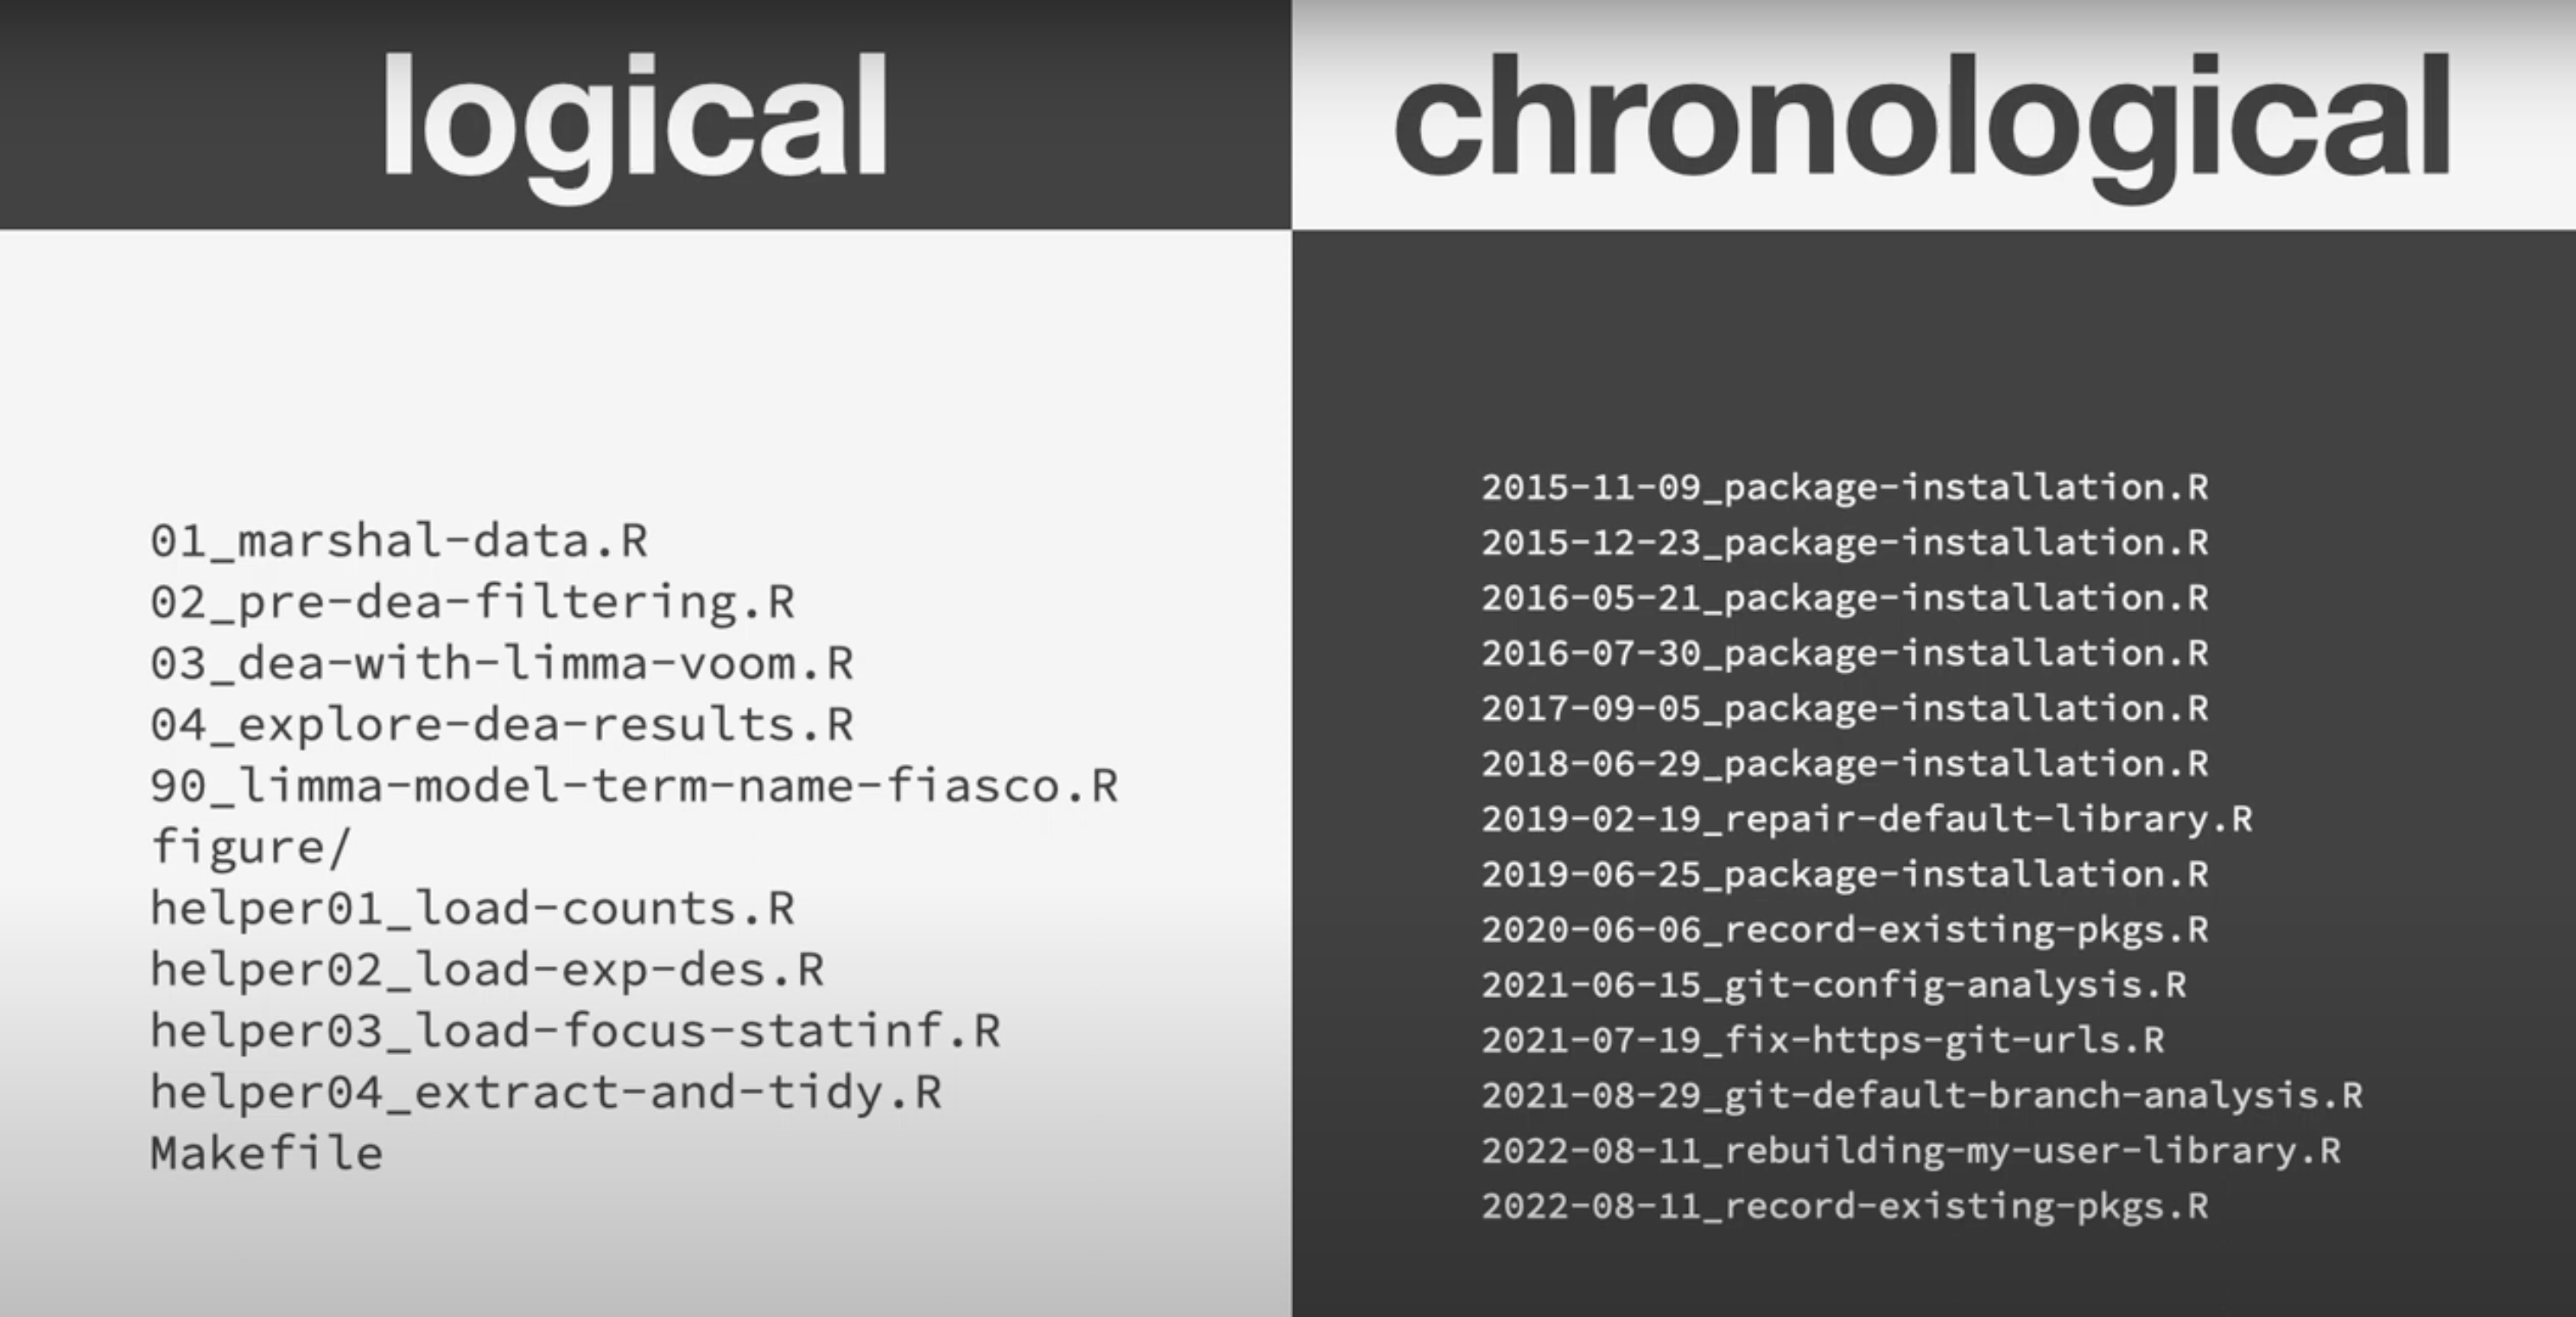 logical
01_marshal-data.R
02_pre-dea-filtering.R
03_dea-with-limma-voom.R
04_explore-dea-results.R
90_limma-model-term-name-fiasco.R
figure/
helper01_load-counts.R
helper02_load-exp-des.R
helper03_load-focus-statinf.R
helper04_extract-and-tidy.R
Makefile
chronological
2015-11-09_package-installation.R
2015-12-23_package-installation.R
2016-05-21_package-installation.R
2016-07-30_package-installation.R
2017-09-05_package-installation.R
2018-06-29_package-installation.R
2019-02-19_repair-default-library.R
2019-06-25_package-installation.R
2020-06-06_record-existing-pkgs.R
2021-06-15_git-config-analysis.R
2021-07-19_fix-https-git-urls.R
2021-08-29_git-default-branch-analysis.R
2022-08-11_rebuilding-my-user-library.R
2022-08-11_record-existing-pkgs.R